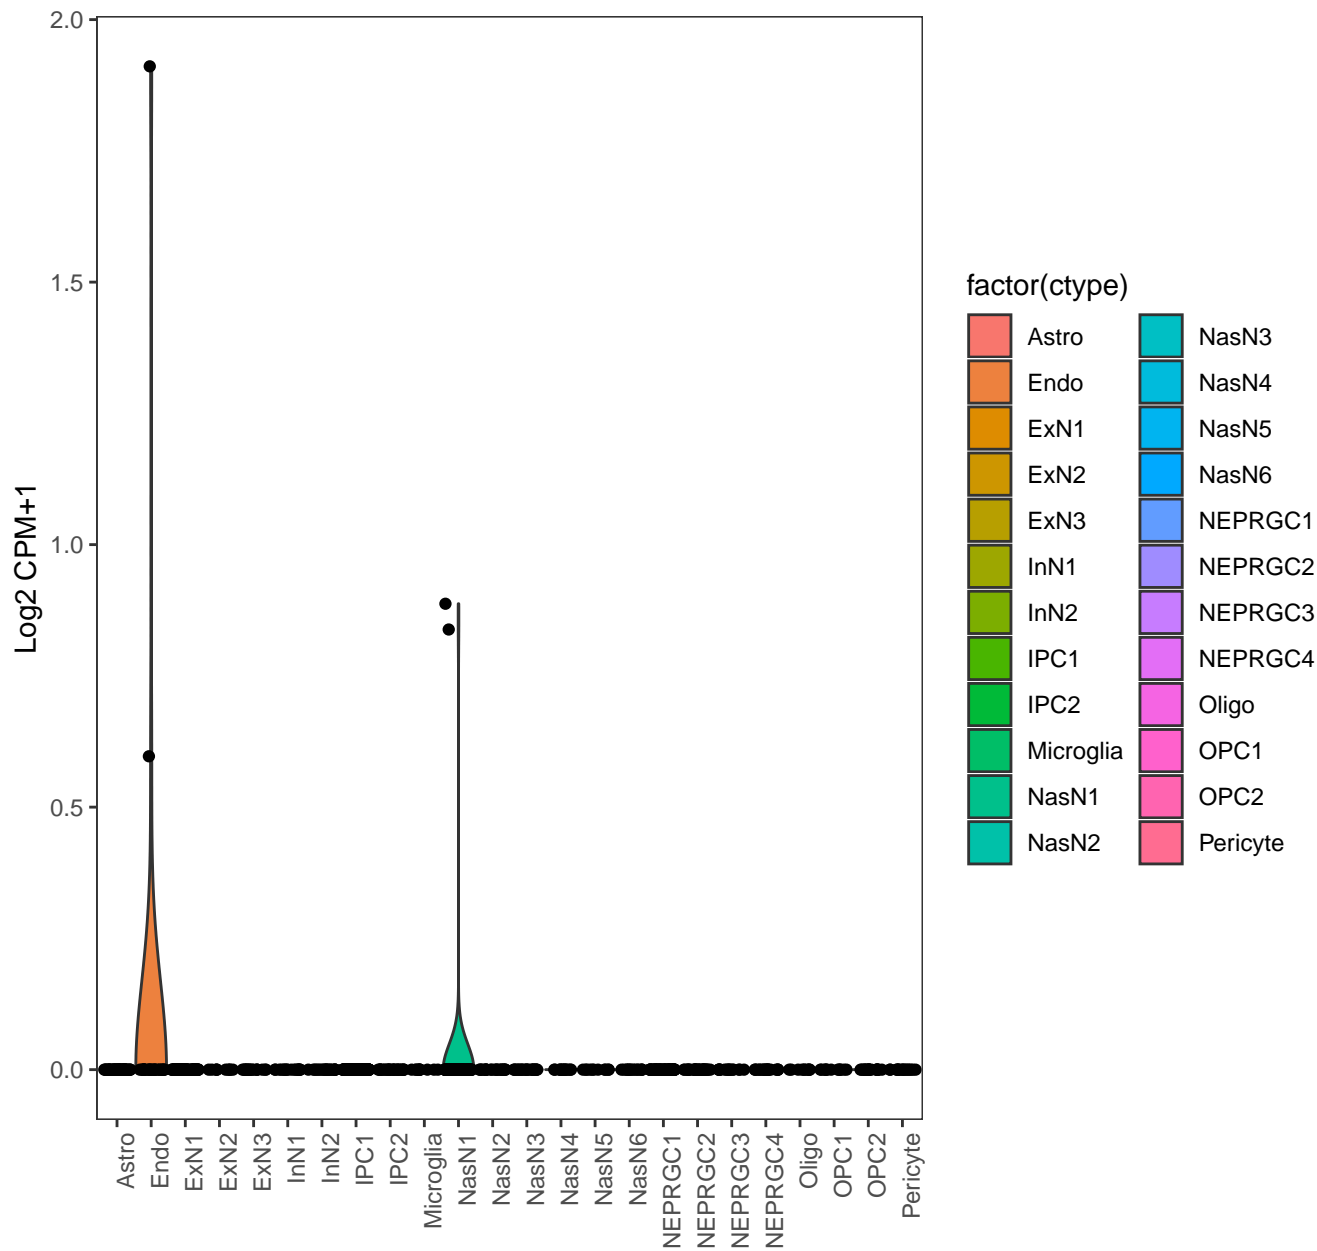 2.0
1.5
1.0
0.5
0.0
Log2 CPM+1
Astro
Endo
ExN1
ExN2
ExN3
InN1
InN2
IPC1
IPC2
Microglia
NasN1
NasN2
NasN3
NasN4
NasN5
NasN6
NEPRGC1
NEPRGC2
NEPRGC3
NEPRGC4
Oligo
OPC1
OPC2
Pericyte
factor(ctype)
Astro
Endo
ExN1
ExN2
ExN3
InN1
InN2
IPC1
IPC2
Microglia
NasN1
NasN2
NasN3
NasN4
NasN5
NasN6
NEPRGC1
NEPRGC2
NEPRGC3
NEPRGC4
Oligo
OPC1
OPC2
Pericyte